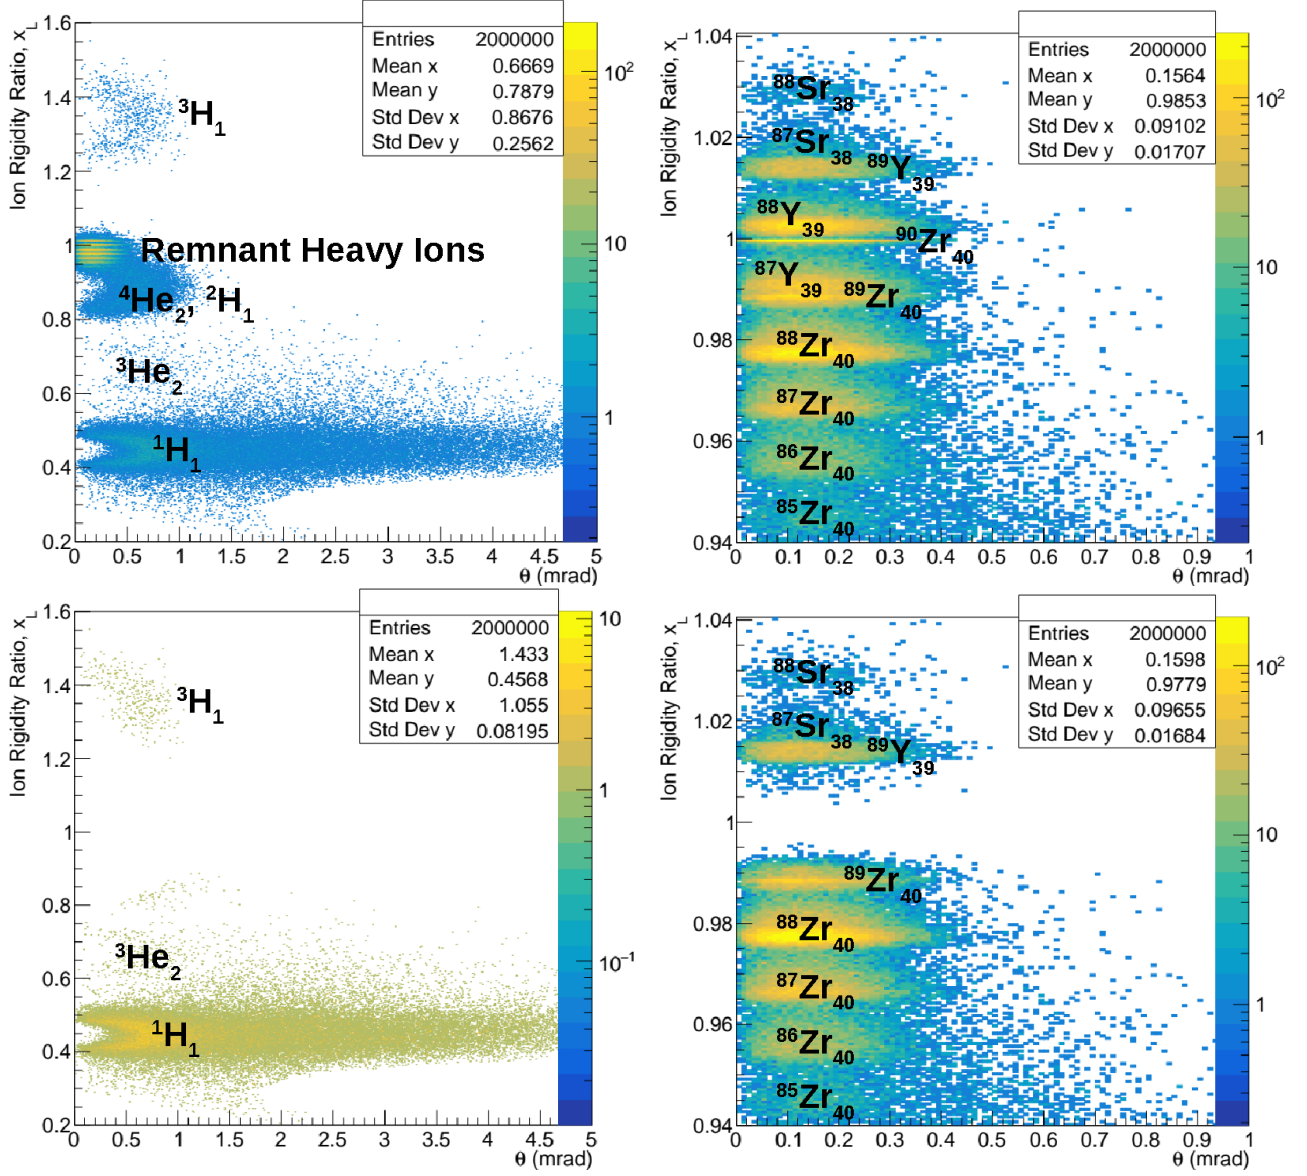 Ion Rigidity Ratio, x_L
1.6
1.4
1.2
1
0.8
0.6
0.4
0.2
0.5 1 1.5 2 2.5 3 3.5 4 4.5 5
θ (mrad)
Entries 2000000
Mean x 0.6669
Mean y 0.7879
Std Dev x 0.8676
Std Dev y 0.2562
10²
10
1
³H₁
Remnant Heavy Ions
⁴He₂, ²H₁
³He₂
¹H₁
Ion Rigidity Ratio, x_L
1.04
1.02
1
0.98
0.96
0.94
0 0.1 0.2 0.3 0.4 0.5 0.6 0.7 0.8 0.9 1
θ (mrad)
Entries 2000000
Mean x 0.1564
Mean y 0.9853
Std Dev x 0.09102
Std Dev y 0.01707
10²
10
1
⁸⁸Sr₃₈
⁸⁷Sr₃₈ ⁸⁹Y₃₉
⁸⁸Y₃₉
⁹⁰Zr₄₀
⁸⁷Y₃₉ ⁸⁹Zr₄₀
⁸⁸Zr₄₀
⁸⁷Zr₄₀
⁸⁶Zr₄₀
⁸⁵Zr₄₀
Ion Rigidity Ratio, x_L
1.6
1.4
1.2
1
0.8
0.6
0.4
0.2
0 0.5 1 1.5 2 2.5 3 3.5 4 4.5 5
θ (mrad)
Entries 2000000
Mean x 1.433
Mean y 0.4568
Std Dev x 1.055
Std Dev y 0.08195
10
1
10⁻¹
³H₁
³He₂
¹H₁
Ion Rigidity Ratio, x_L
1.04
1.02
1
0.98
0.96
0.94
0 0.1 0.2 0.3 0.4 0.5 0.6 0.7 0.8 0.9 1
θ (mrad)
Entries 2000000
Mean x 0.1598
Mean y 0.9779
Std Dev x 0.09655
Std Dev y 0.01684
10²
10
1
⁸⁸Sr₃₈
⁸⁷Sr₃₈ ⁸⁹Y₃₉
⁸⁹Zr₄₀
⁸⁸Zr₄₀
⁸⁷Zr₄₀
⁸⁶Zr₄₀
⁸⁵Zr₄₀